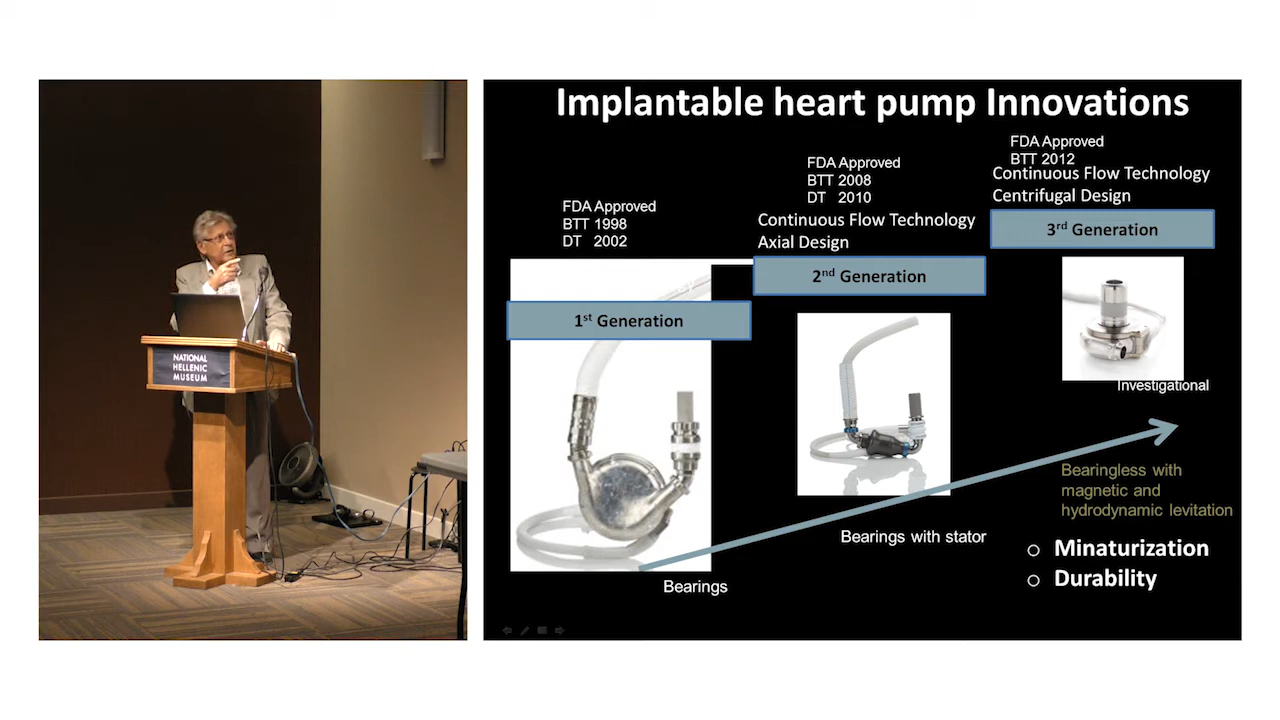 NATIONAL
HELLENIC
MUSEUM
Implantable heart pump Innovations
FDA Approved
BTT 1998
DT 2002
1st Generation
Bearings
FDA Approved
BTT 2008
DT 2010
Continuous Flow Technology
Axial Design
2nd Generation
Bearings with stator
FDA Approved
BTT 2012
Continuous Flow Technology
Centrifugal Design
3rd Generation
Investigational
Bearingless with
magnetic and
hydrodynamic levitation
Minaturization
Durability